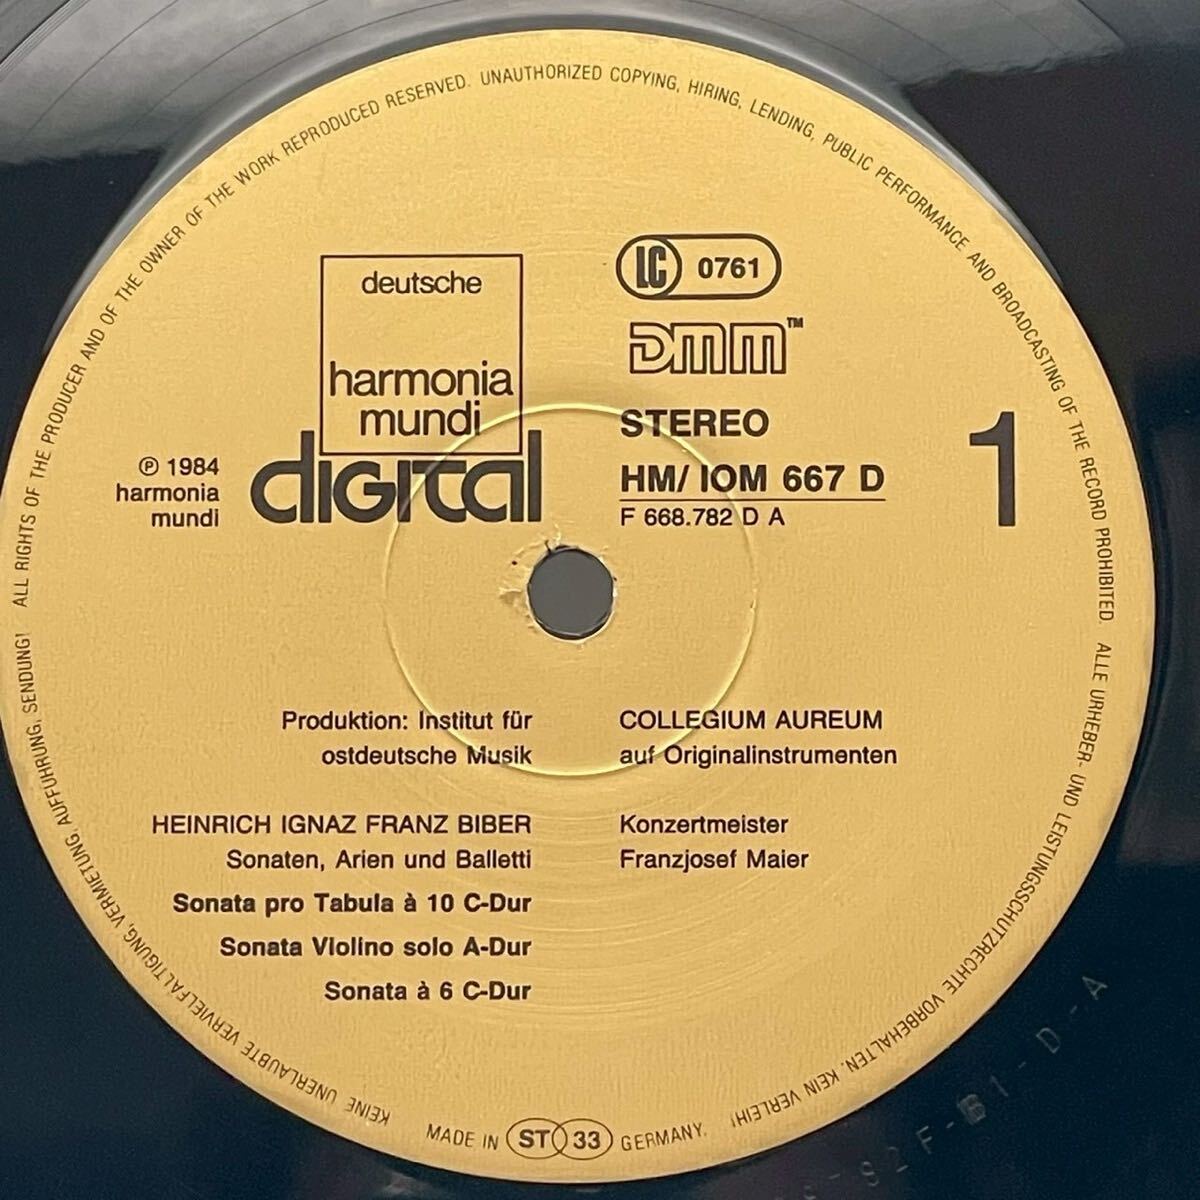 ALL RIGHTS OF THE PRODUCER AND OF THE OWNER OF THE WORK REPRODUCED RESERVED. UNAUTHORIZED COPYING, HIRING, LENDING, PUBLIC PERFORMANCE AND BROADCASTING OF THE RECORD PROHIBITED.
ALLE URHEBER- UND LEISTUNGSSCHUTZRECHTE VORBEHALTEN. KEIN VERLEIH!
KEINE UNERLAUBTE VERVIELFÄLTIGUNG, VERMIETUNG, AUFFÜHRUNG, SENDUNG!
deutsche
harmonia
mundi
digital
℗ 1984
harmonia
mundi
LC 0761
DMM™
STEREO
HM/ IOM 667 D
F 668.782 D A
1
Produktion: Institut für
ostdeutsche Musik
HEINRICH IGNAZ FRANZ BIBER
Sonaten, Arien und Balletti
Sonata pro Tabula à 10 C-Dur
Sonata Violino solo A-Dur
Sonata à 6 C-Dur
COLLEGIUM AUREUM
auf Originalinstrumenten
Konzertmeister
Franzjosef Maier
MADE IN ST 33 GERMANY.